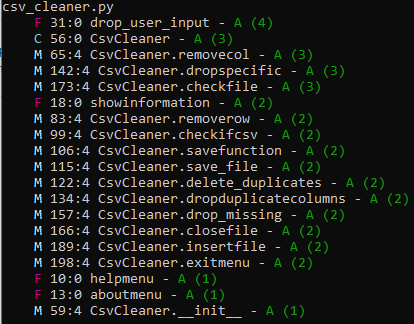 csv_cleaner.py
F 31:0 drop_user_input - A (4)
C 56:0 CsvCleaner - A (3)
M 65:4 CsvCleaner.removecol - A (3)
M 142:4 CsvCleaner.dropspecific - A (3)
M 173:4 CsvCleaner.checkfile - A (3)
F 18:0 showinformation - A (2)
M 83:4 CsvCleaner.removerow - A (2)
M 99:4 CsvCleaner.checkifcsv - A (2)
M 106:4 CsvCleaner.savefunction - A (2)
M 115:4 CsvCleaner.save_file - A (2)
M 122:4 CsvCleaner.delete_duplicates - A (2)
M 134:4 CsvCleaner.dropduplicatecolumns - A (2)
M 157:4 CsvCleaner.drop_missing - A (2)
M 166:4 CsvCleaner.closefile - A (2)
M 189:4 CsvCleaner.insertfile - A (2)
M 198:4 CsvCleaner.exitmenu - A (2)
F 10:0 helpmenu - A (1)
F 13:0 aboutmenu - A (1)
M 59:4 CsvCleaner.__init__ - A (1)